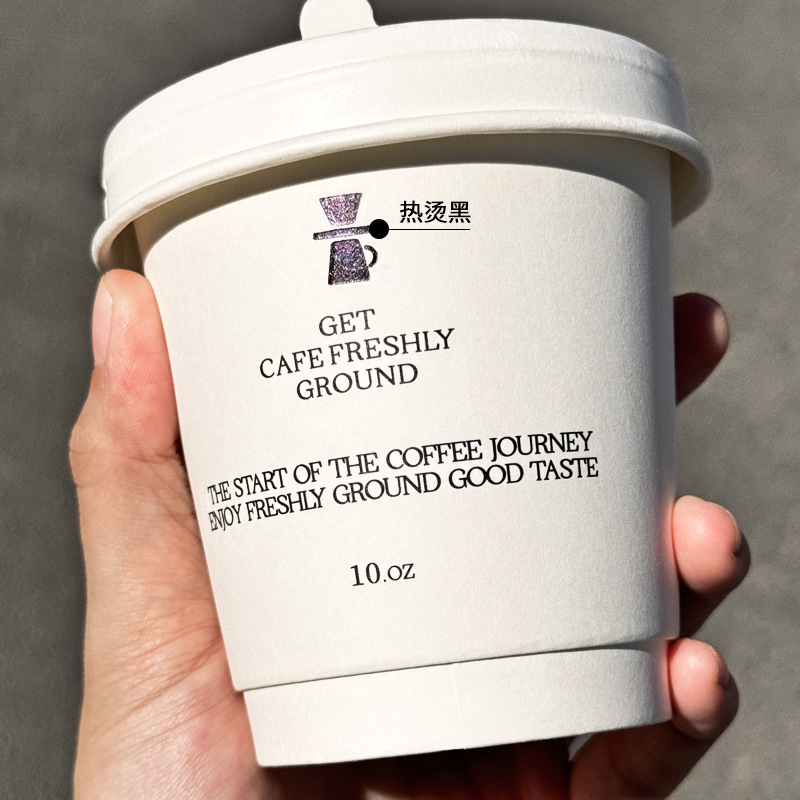 热烫黑
GET
CAFE FRESHLY
GROUND
THE START OF THE COFFEE JOURNEY
ENJOY FRESHLY GROUND GOOD TASTE
10.OZ